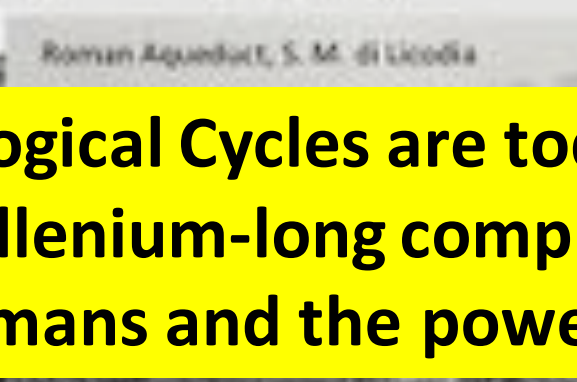 Roman Aqueduct, S. M. di Licodia
ogical Cycles are too
llenium-long comp
mans and the powe